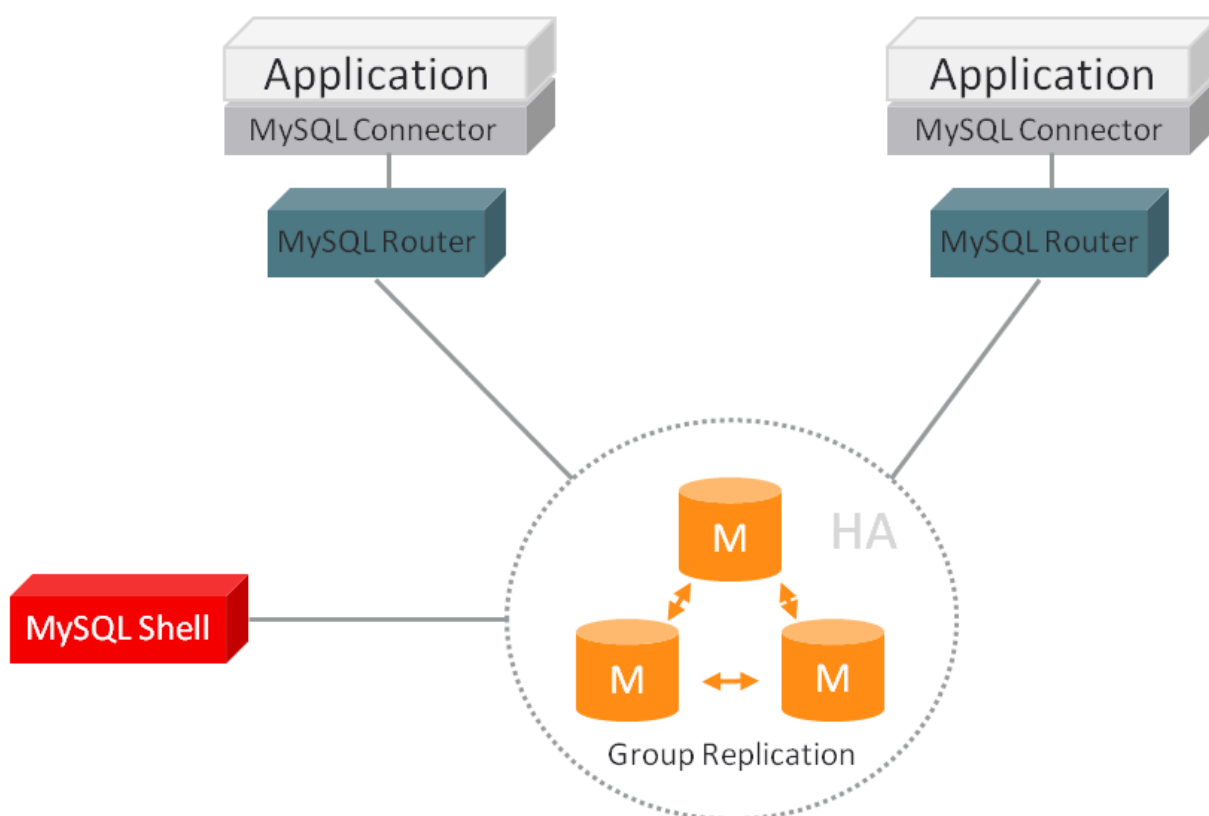 Application
MySQL Connector
MySQL Router
Application
MySQL Connector
MySQL Router
HA
M
M
M
Group Replication
MySQL Shell